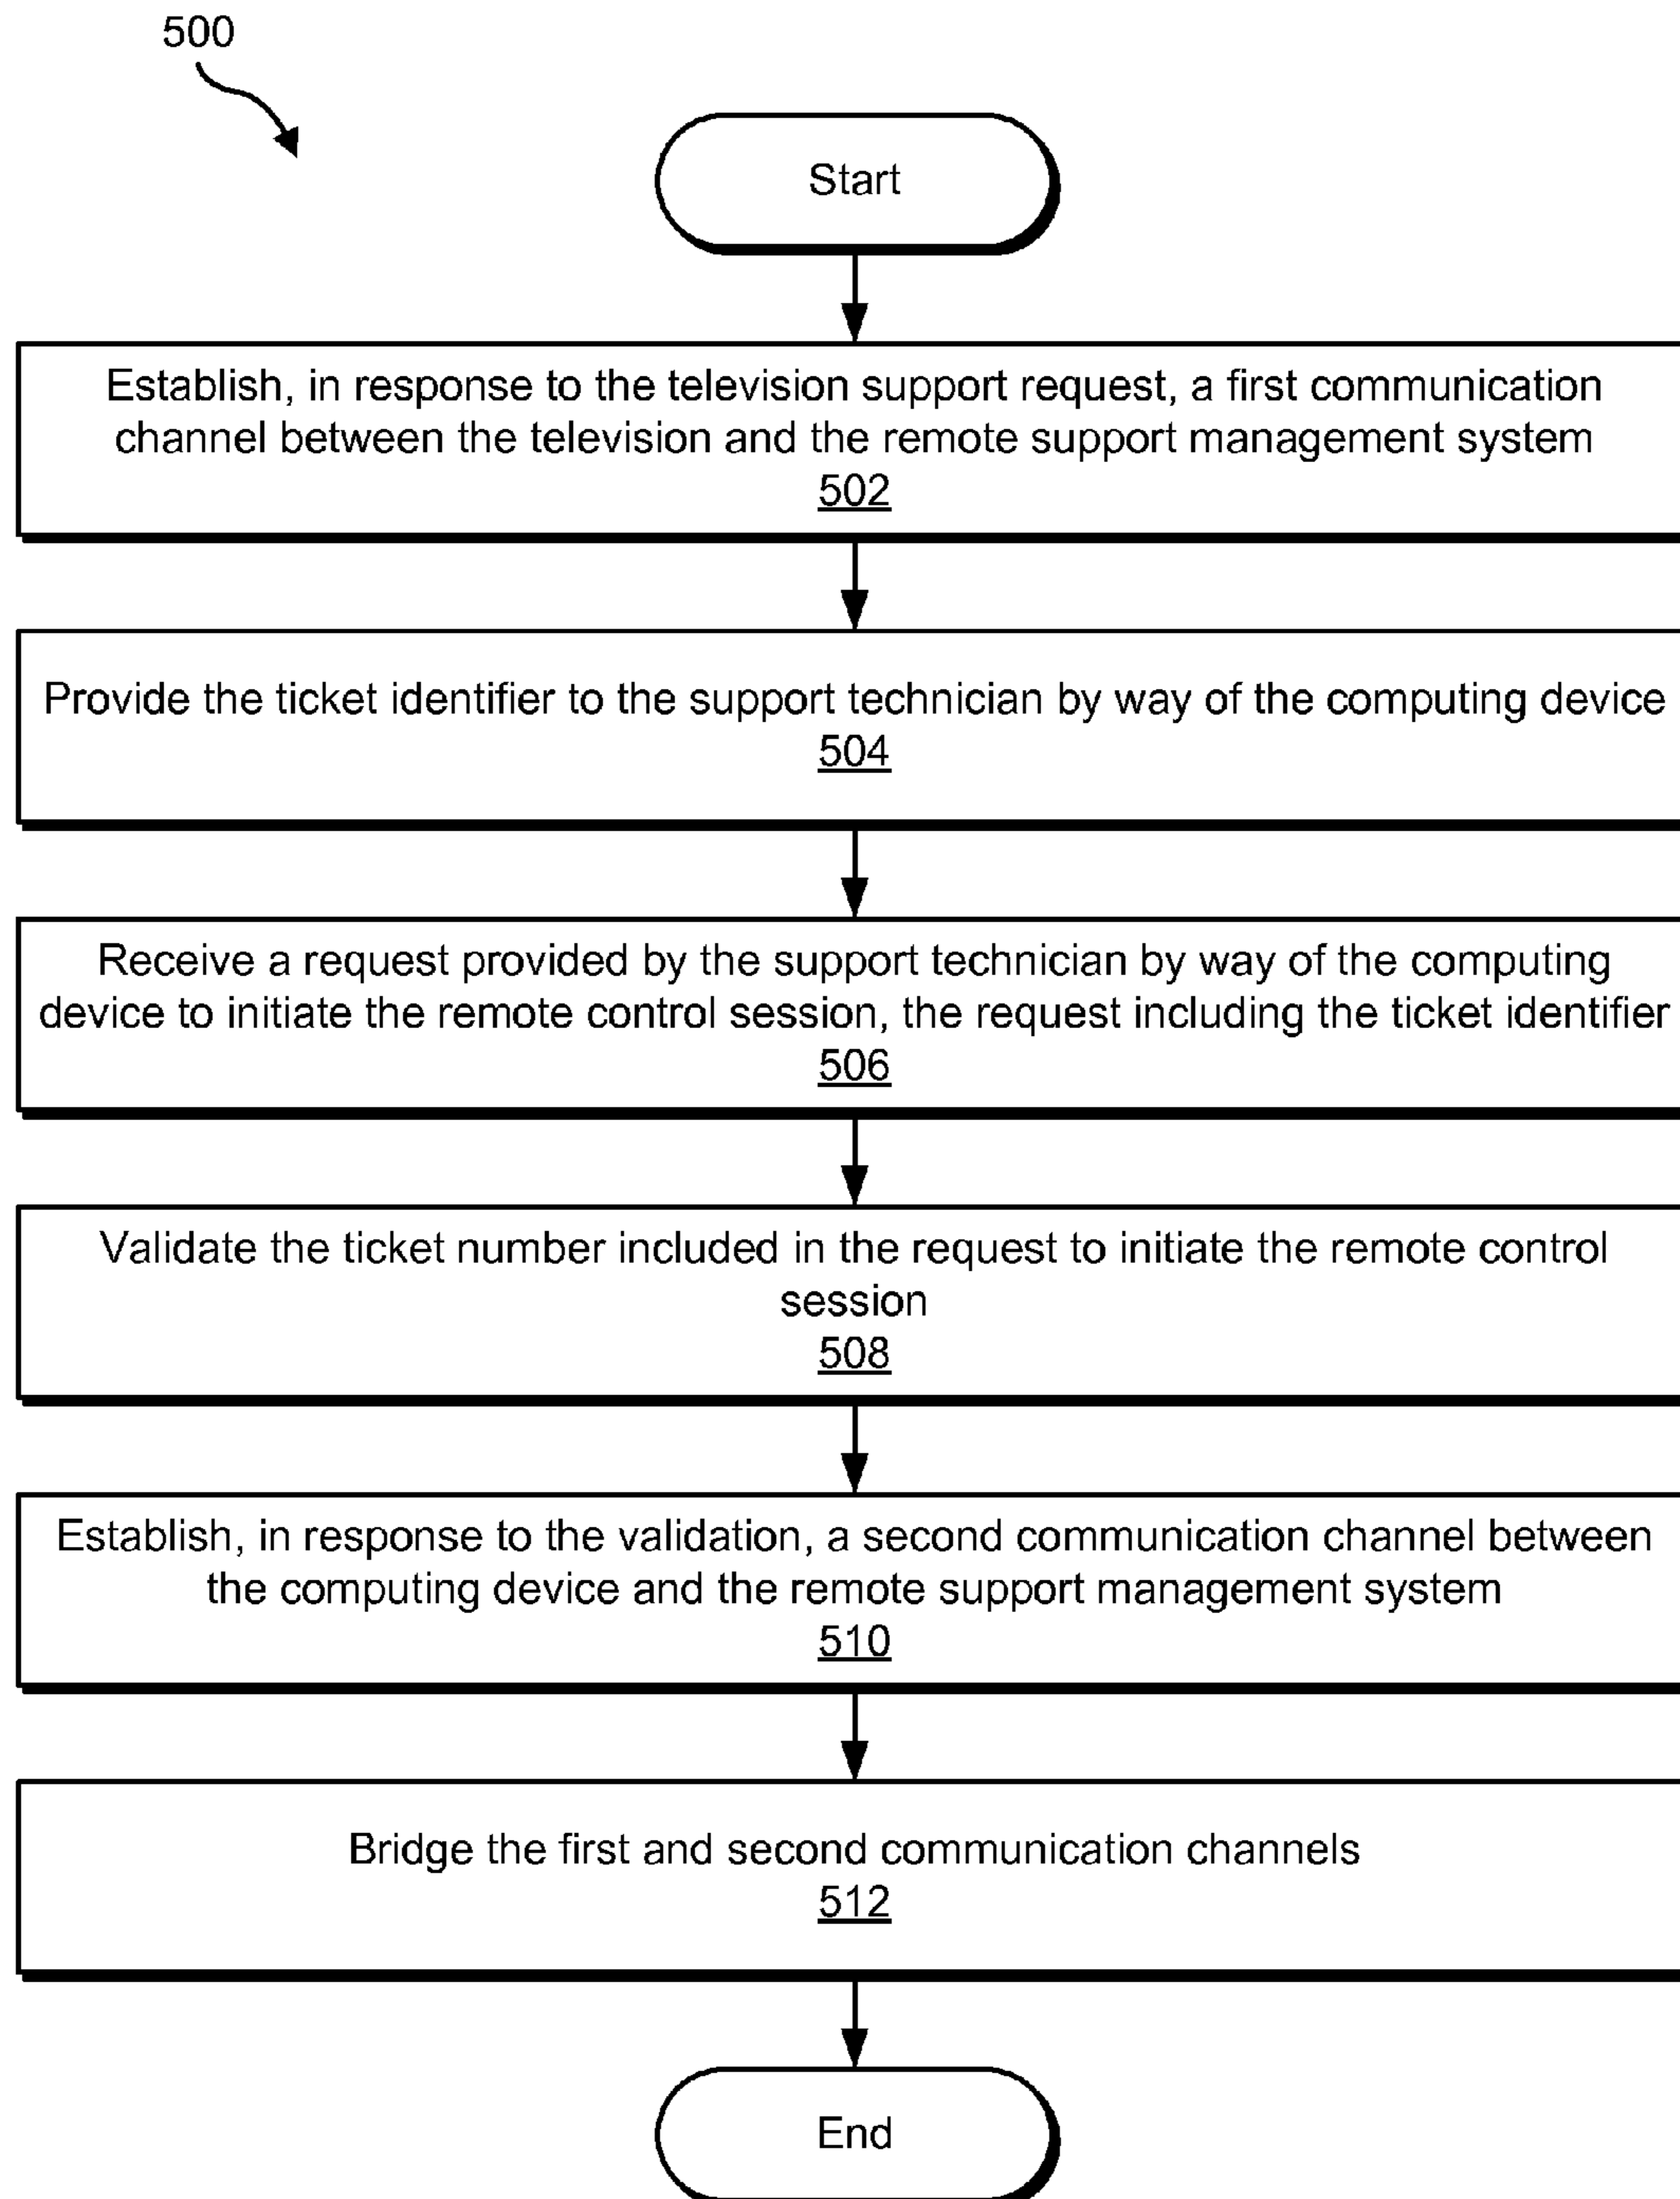 500
Start
Establish, in response to the television support request, a first communication
channel between the television and the remote support management system
502
Provide the ticket identifier to the support technician by way of the computing device
504
Receive a request provided by the support technician by way of the computing
device to initiate the remote control session, the request including the ticket identifier
506
Validate the ticket number included in the request to initiate the remote control
session
508
Establish, in response to the validation, a second communication channel between
the computing device and the remote support management system
510
Bridge the first and second communication channels
512
End